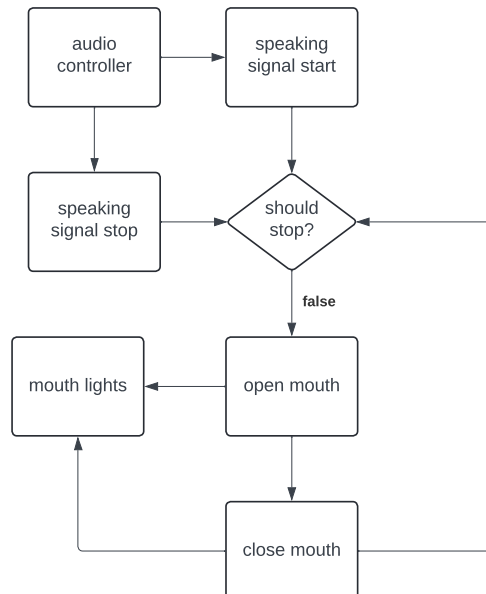 audio
controller
speaking
signal start
speaking
signal stop
should
stop?
false
mouth lights
open mouth
close mouth